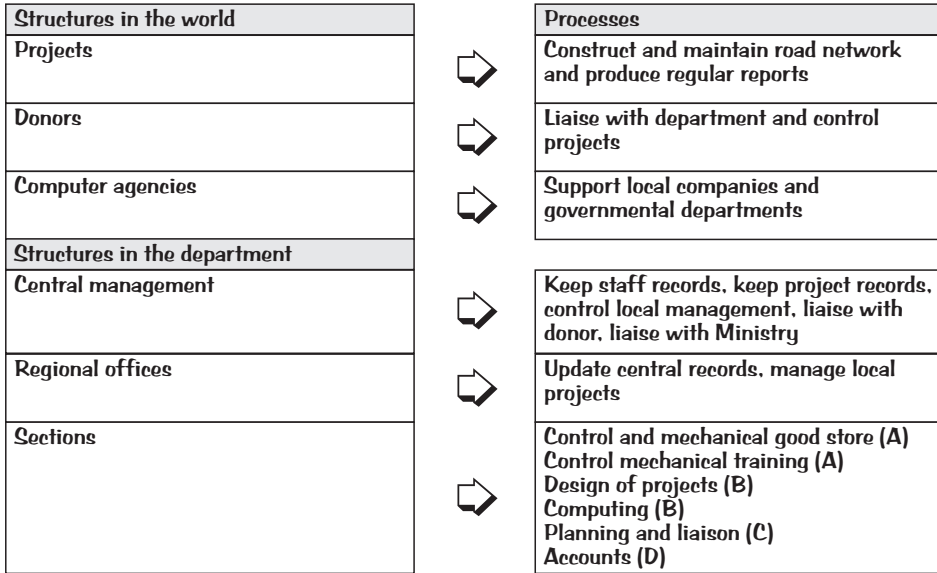 Structures in the world
Processes
Projects
Construct and maintain road network
and produce regular reports
Donors
Liaise with department and control
projects
Computer agencies
Support local companies and
governmental departments
Structures in the department
Central management
Keep staff records, keep project records,
control local management, liaise with
donor, liaise with Ministry
Regional offices
Update central records, manage local
projects
Sections
Control and mechanical good store (A)
Control mechanical training (A)
Design of projects (B)
Computing (B)
Planning and liaison (C)
Accounts (D)